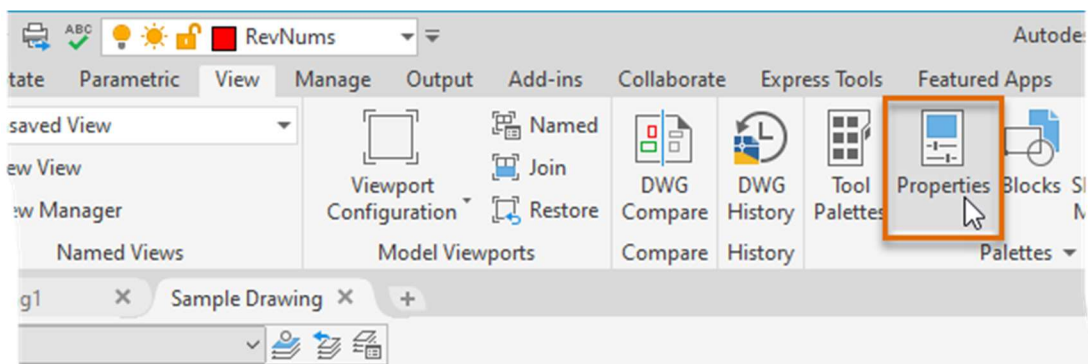 ABC RevNums Autode
tate Parametric View Manage Output Add-ins Collaborate Express Tools Featured Apps
saved View
ew View
ew Manager
Named Views
Viewport
Configuration
Named
Join
Restore
Model Viewports
DWG
Compare
Compare
DWG
History
History
Tool
Palettes
Properties
Blocks
Palettes
g1 Sample Drawing